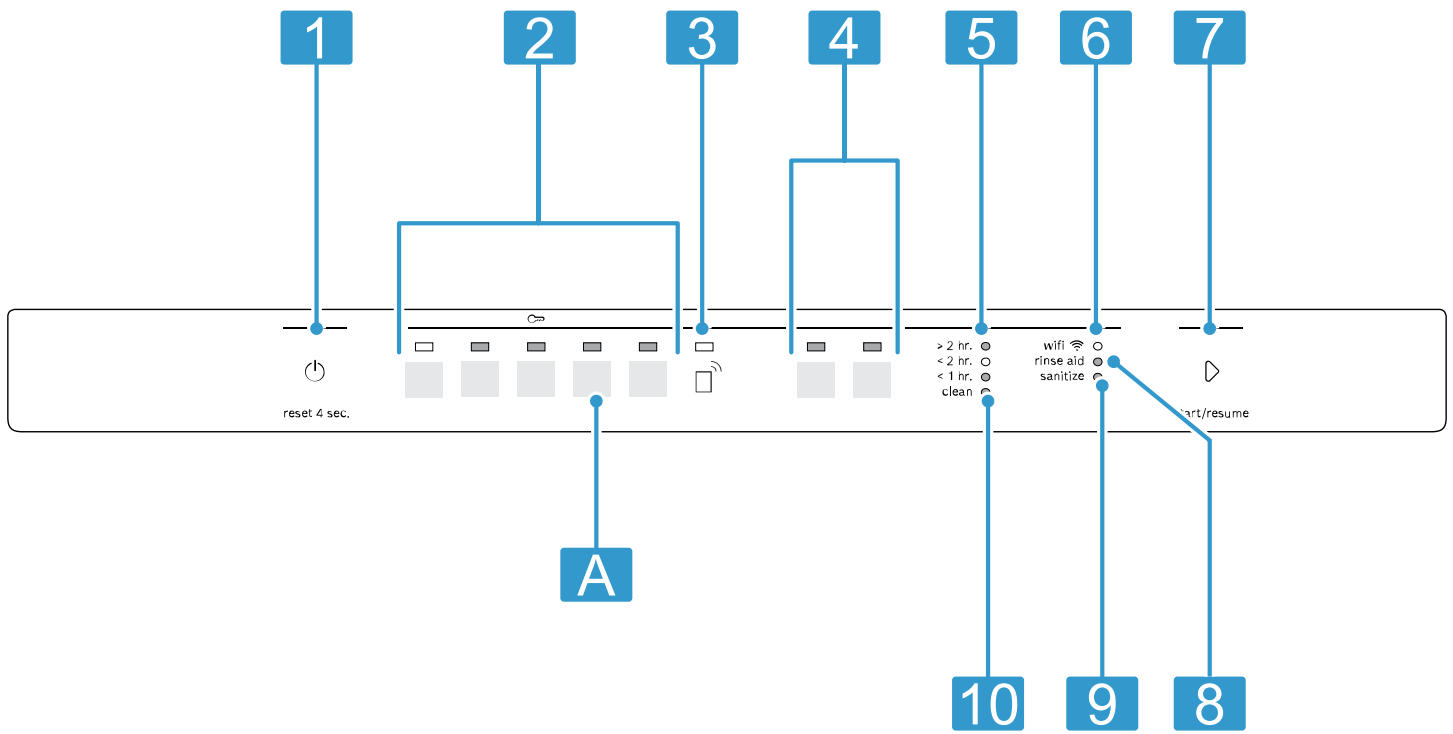 1 2 3 4 5 6 7
> 2 hr.
< 2 hr.
< 1 hr.
clean
wifi
rinse aid
sanitize
reset 4 sec.
art/resume
A
10 9 8